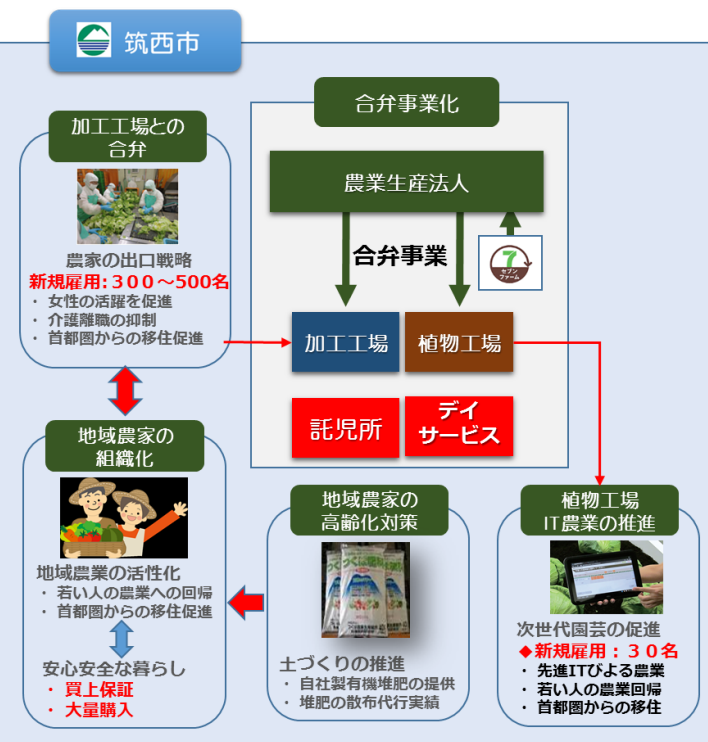 筑西市
加工工場との
合弁
農家の出口戦略
新規雇用:３００～500名
・ 女性の活躍を促進
・ 介護離職の抑制
・ 首都圏からの移住促進
合弁事業化
農業生産法人
合弁事業
7
セブン
ファーム
加工工場
植物工場
託児所
デイ
サービス
地域農家の
組織化
地域農業の活性化
・ 若い人の農業への回帰
・ 首都圏からの移住促進
安心安全な暮らし
・ 買上保証
・ 大量購入
地域農家の
高齢化対策
土づくりの推進
・ 自社製有機堆肥の提供
・ 堆肥の散布代行実績
植物工場
IT農業の推進
次世代園芸の促進
◆新規雇用：３０名
・ 先進ITびよる農業
・ 若い人の農業回帰
・ 首都圏からの移住